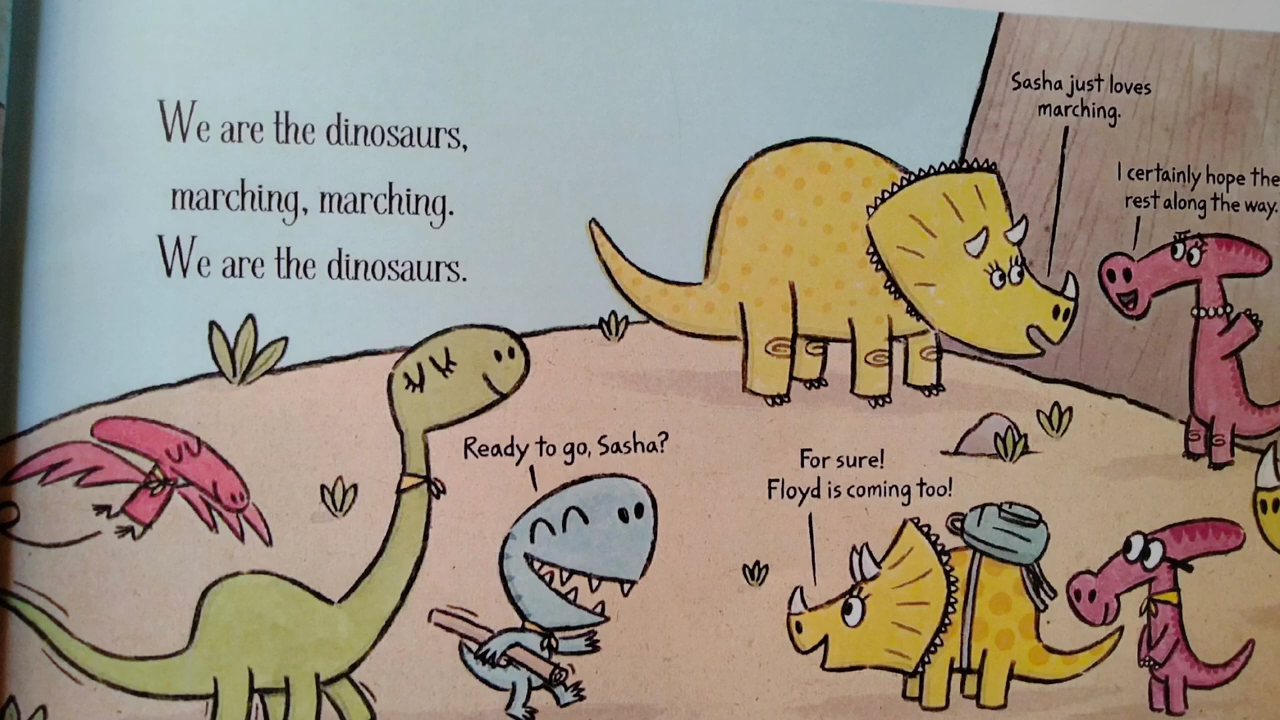 We are the dinosaurs,
marching, marching.
We are the dinosaurs.
Sasha just loves
marching.
I certainly hope the
rest along the way.
Ready to go, Sasha?
For sure!
Floyd is coming too!